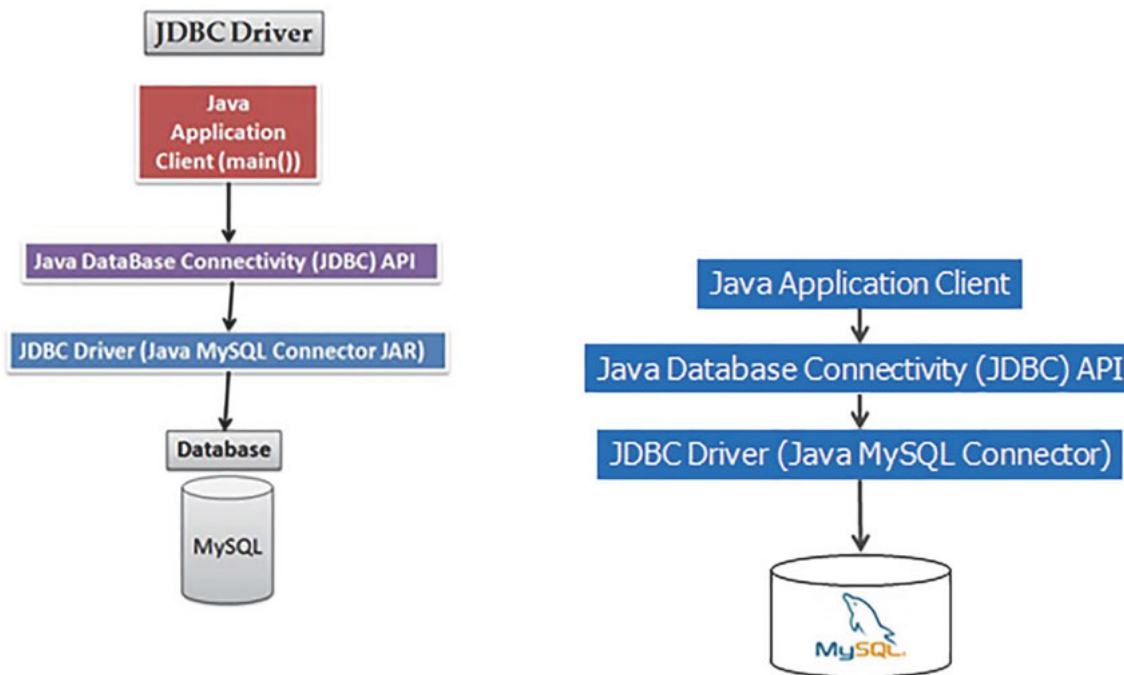 JDBC Driver
Java
Application
Client (main())
Java DataBase Connectivity (JDBC) API
JDBC Driver (Java MySQL Connector JAR)
Database
MySQL
Java Application Client
Java Database Connectivity (JDBC) API
JDBC Driver (Java MySQL Connector)
MySQL